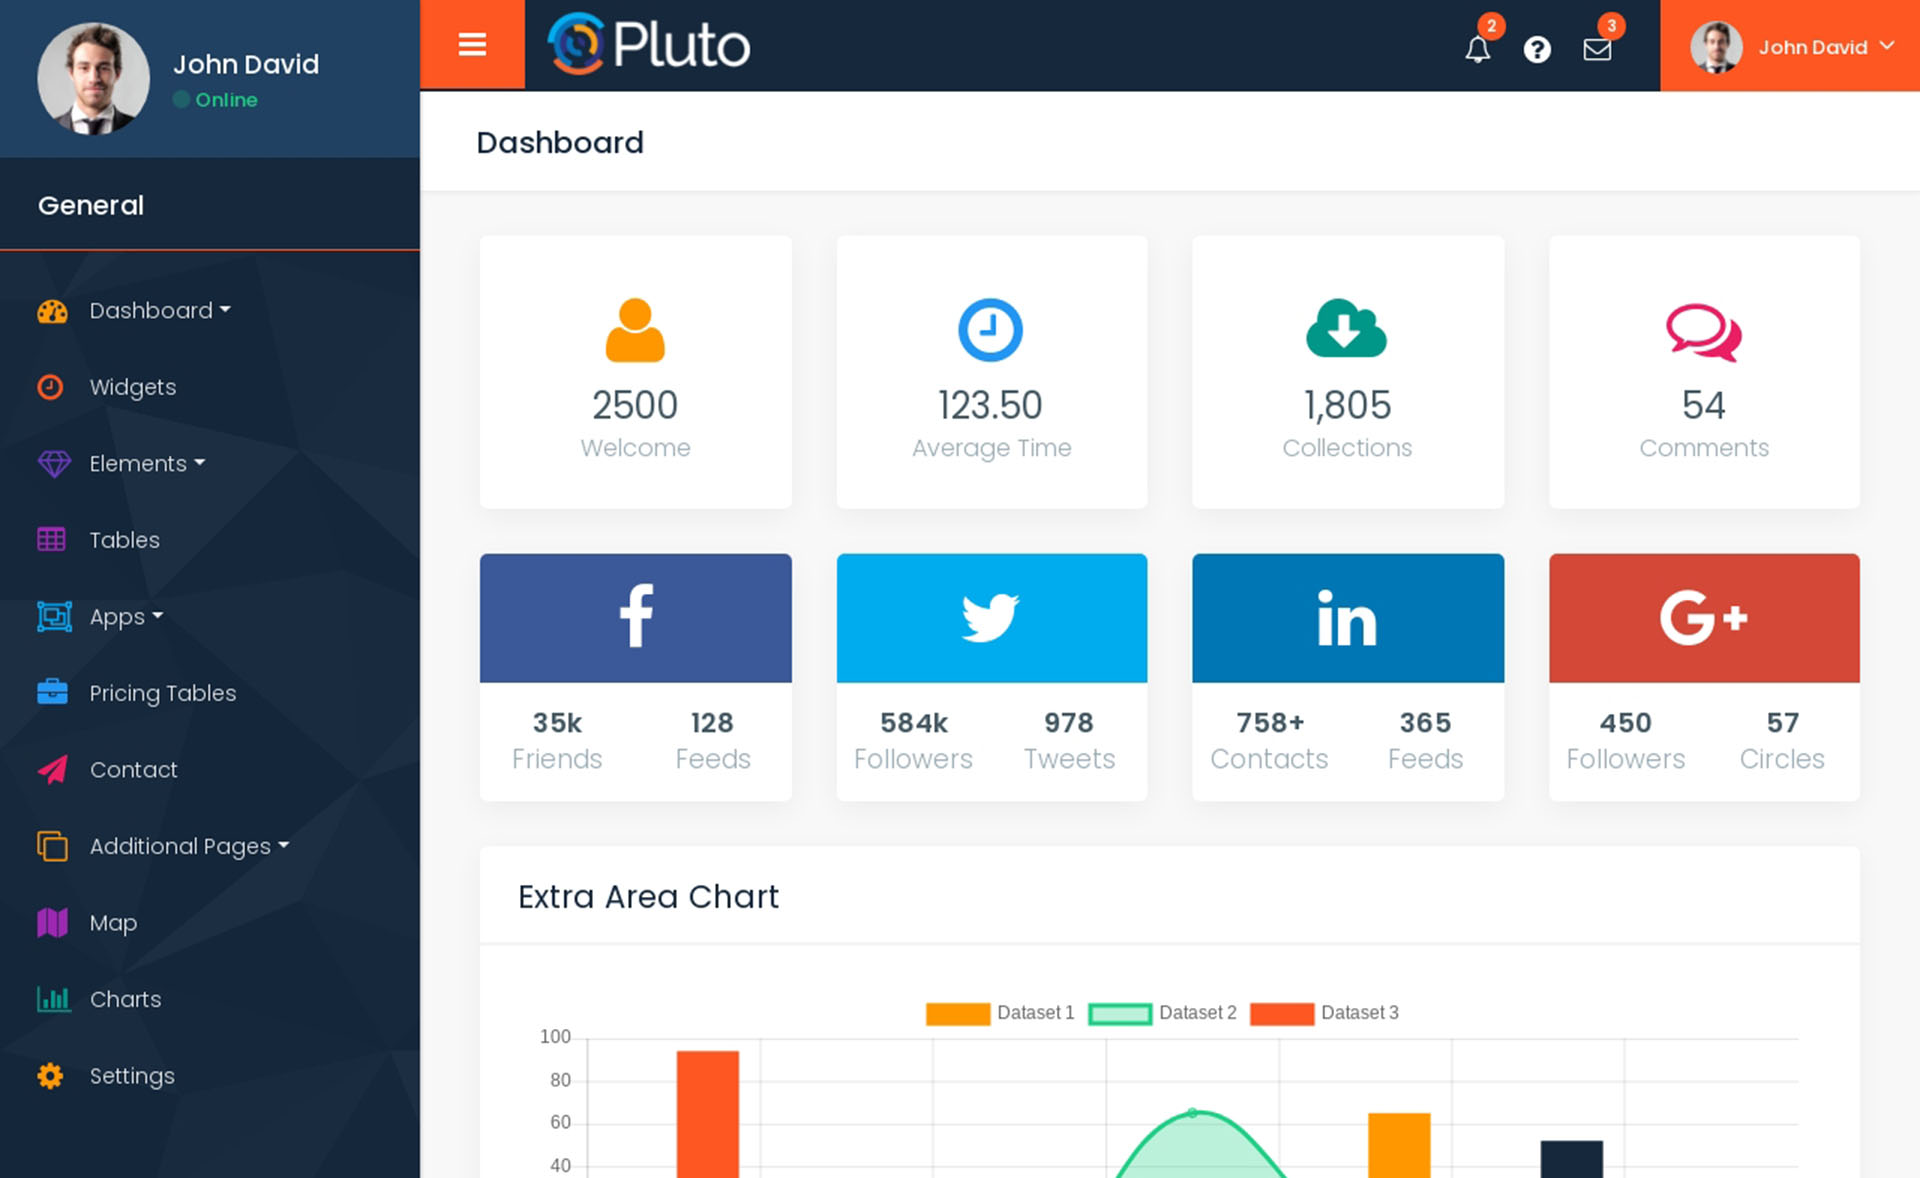 John David
Online
Pluto
2
3
John David
Dashboard
General
Dashboard
Widgets
Elements
Tables
Apps
Pricing Tables
Contact
Additional Pages
Map
Charts
Settings
2500
Welcome
123.50
Average Time
1,805
Collections
54
Comments
35k 128
Friends Feeds
584k 978
Followers Tweets
in
758+ 365
Contacts Feeds
G+
450 57
Followers Circles
Extra Area Chart
Dataset 1 Dataset 2 Dataset 3
100
80
60
40